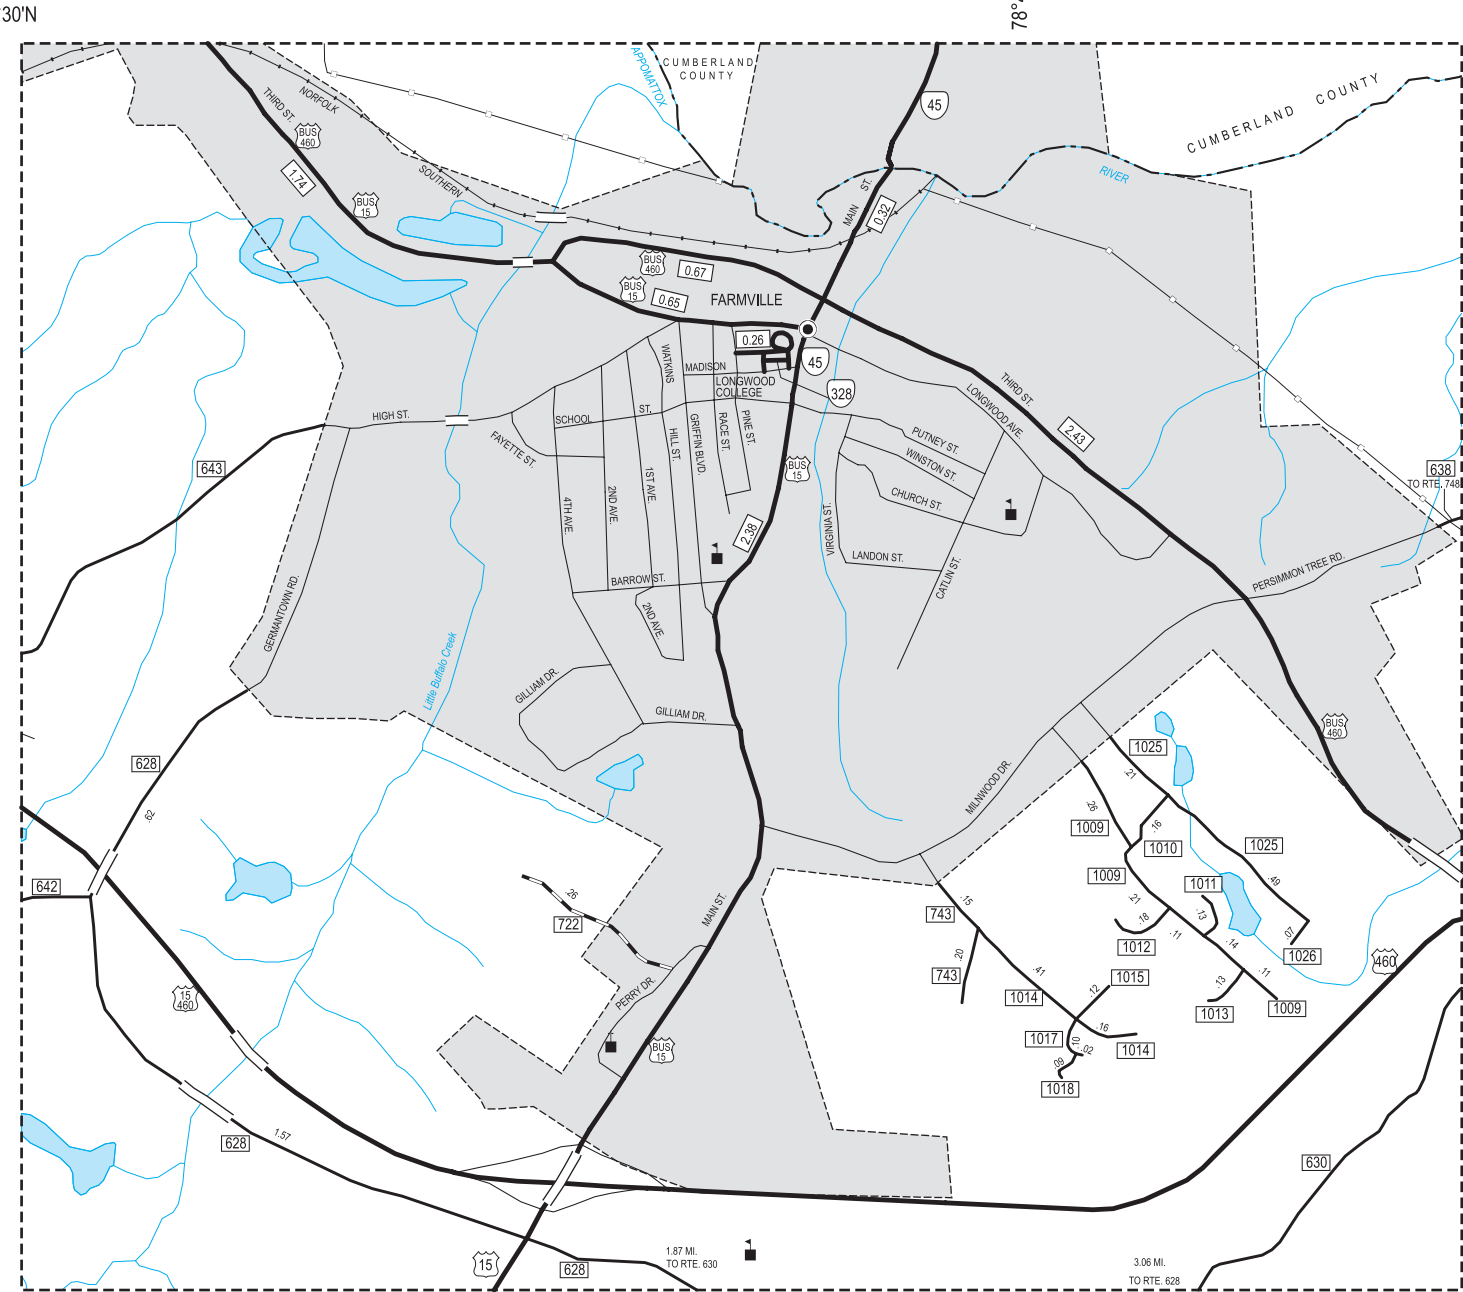 °30'N
78°
CUMBERLAND
COUNTY
APPOMATTOX
CUMBERLAND COUNTY
45
THIRD ST.
NORFOLK
BUS
460
1.74
SOUTHERN
BUS
15
MAIN ST.
0.32
RIVER
BUS
460
0.67
BUS
15
0.65
FARMVILLE
0.26
45
WATKINS
MADISON
LONGWOOD
COLLEGE
328
THIRD ST.
LONGWOOD AVE.
2.43
HIGH ST.
SCHOOL ST.
FAYETTE ST.
HILL ST.
GRIFFIN BLVD.
RACE ST.
PINE ST.
PUTNEY ST.
WINSTON ST.
CHURCH ST.
643
638
TO RTE. 748
BUS
15
4TH AVE.
2ND AVE.
1ST AVE.
2.38
VIRGINIA ST.
LANDON ST.
CATLIN ST.
PERSIMMON TREE RD.
BARROW ST.
2ND AVE.
GERMANTOWN RD.
Little Buffalo Creek
GILLIAM DR.
GILLIAM DR.
BUS
460
628
.62
MILNWOOD DR.
1025
.21
.26
1009
.16
1010
1025
642
1009
1011
.49
.26
722
MAIN ST.
743
.15
.21
.18
.13
1012
.11
.14
.07
1026
460
743
.20
.41
1015
.12
.11
.13
15
460
PERRY DR.
1014
1013
1009
BUS
15
1017
.10
.16
.02
1014
.09
1018
628
1.57
630
15
628
1.87 MI.
TO RTE. 630
3.06 MI.
TO RTE. 628